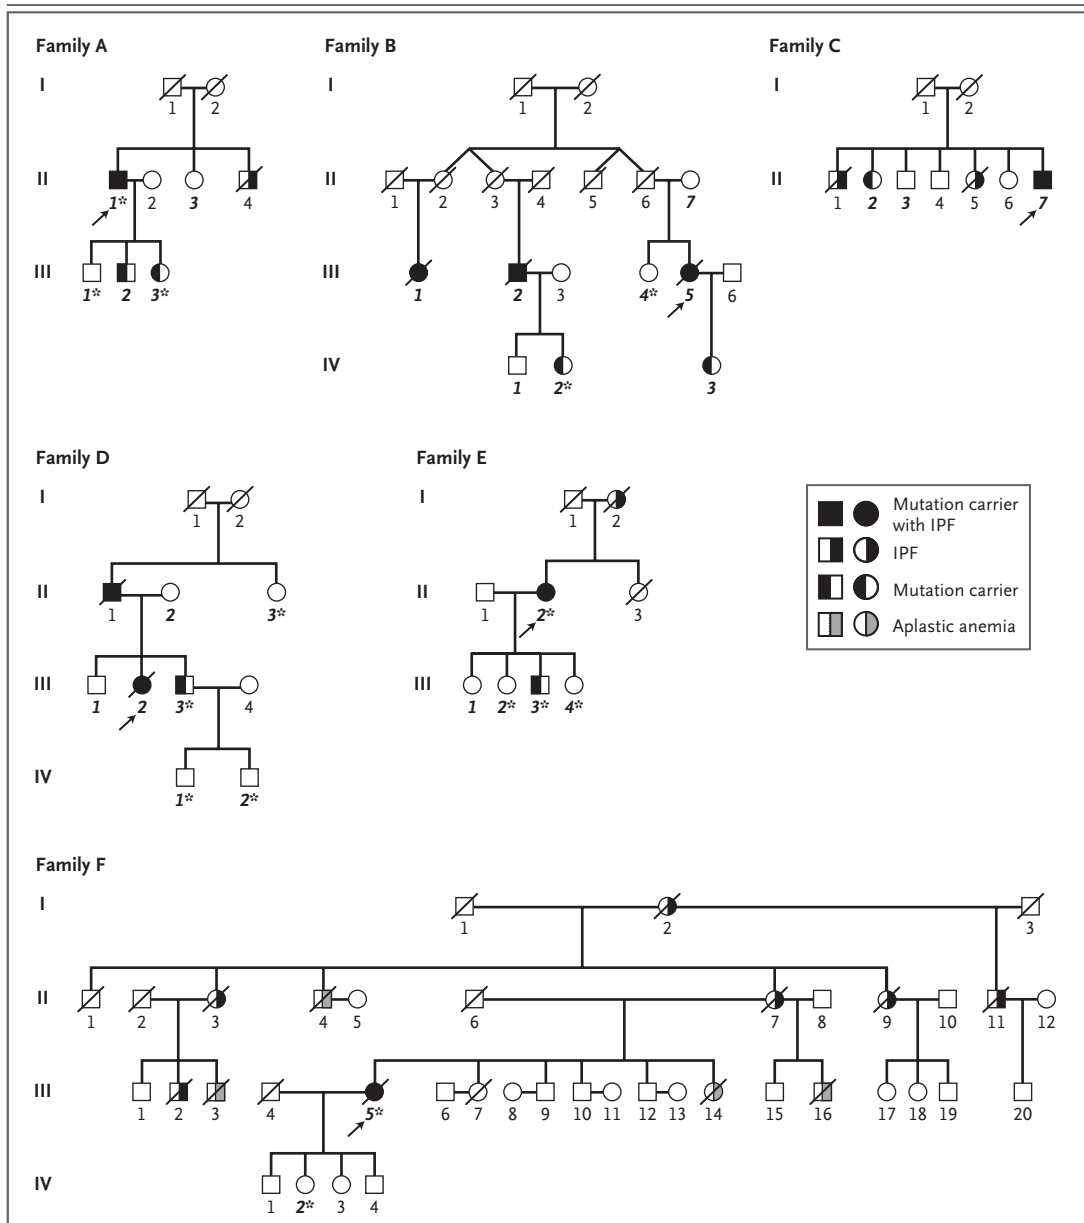 Family A Family B Family C
I I I
1 2 1 2 1 2
II II II
1* 2 3 4 1 2 3 4 5 6 7 1 2 3 4 5 6 7
III III
1* 2 3* 1 2 3 4* 5 6
IV
1 2* 3
Family D Family E
I I
1 2 1 2
Mutation carrier
with IPF
IPF
Mutation carrier
Aplastic anemia
II II
1 2 3* 1 2* 3
III III
1 2 3* 4 1 2* 3* 4*
IV
1* 2*
Family F
I
1 2 3
II
1 2 3 4 5 6 7 8 9 10 11 12
III
1 2 3 4 5* 6 7 8 9 10 11 12 13 14 15 16 17 18 19 20
IV
1 2* 3 4